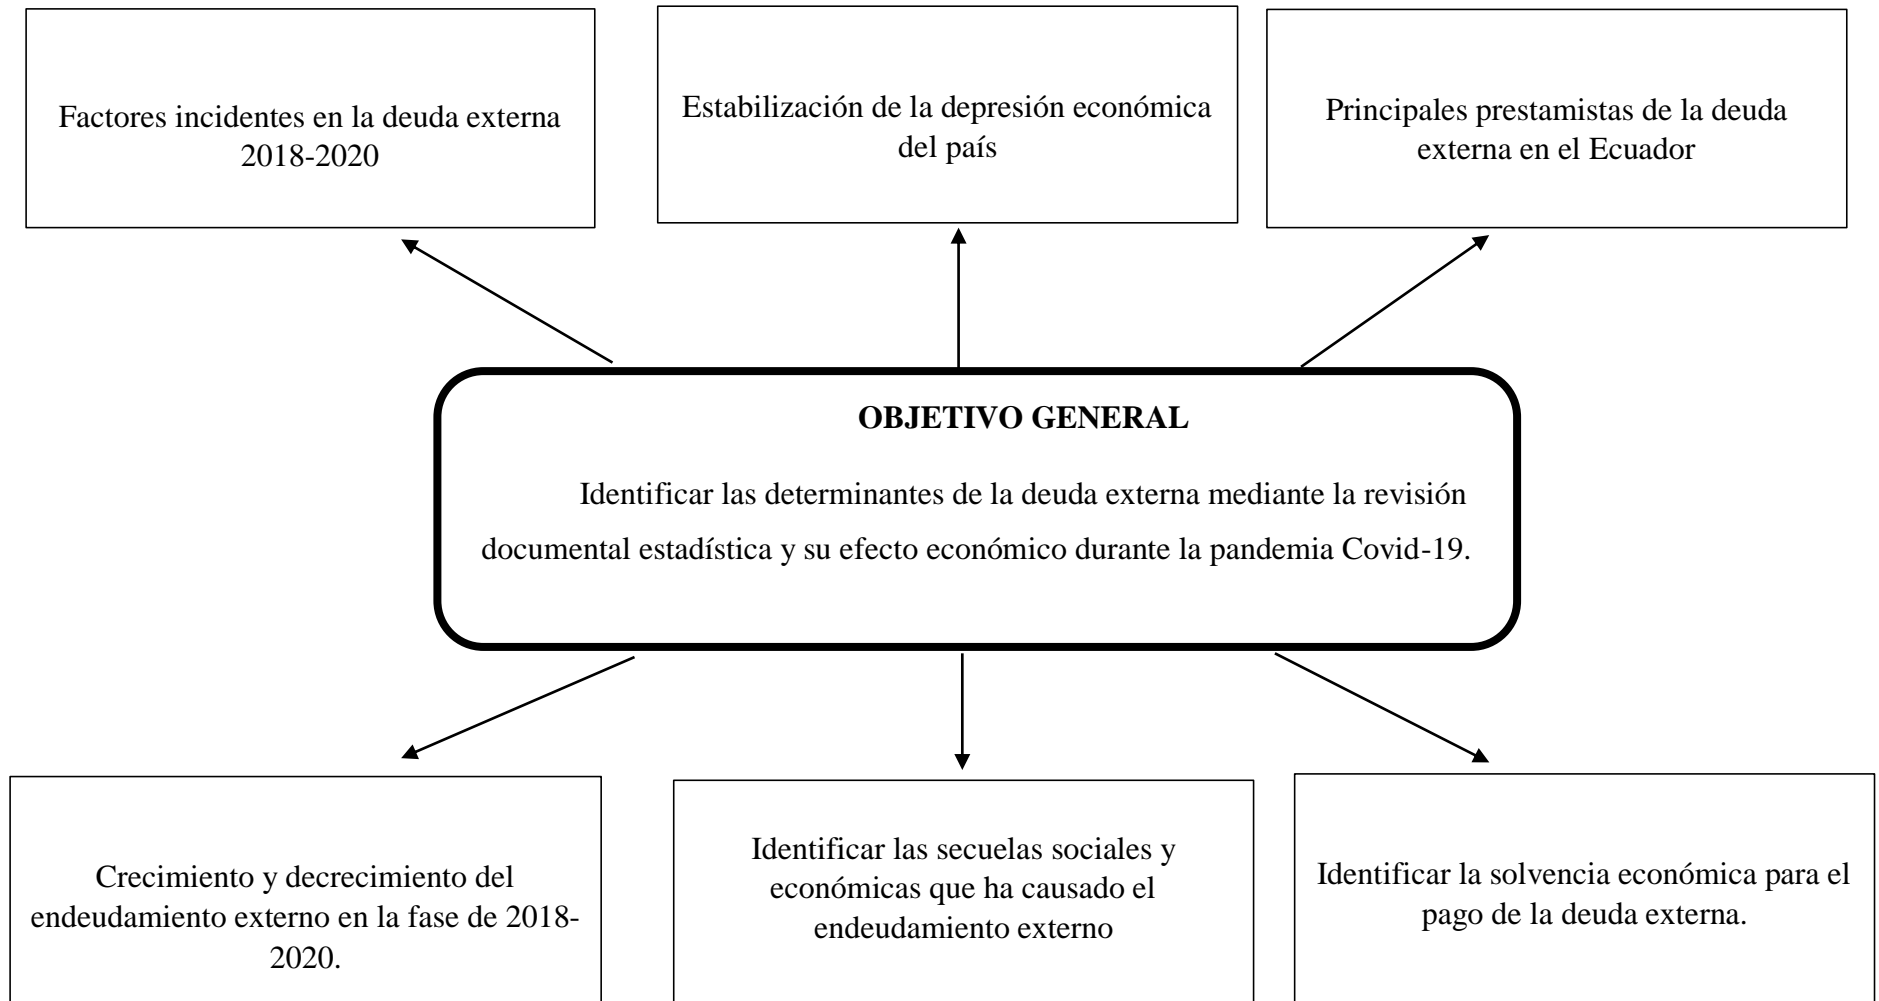 Factores incidentes en la deuda externa
2018-2020
Estabilización de la depresión económica
del país
Principales prestamistas de la deuda
externa en el Ecuador
OBJETIVO GENERAL
Identificar las determinantes de la deuda externa mediante la revisión
documental estadística y su efecto económico durante la pandemia Covid-19.
Crecimiento y decrecimiento del
endeudamiento externo en la fase de 2018-
2020.
Identificar las secuelas sociales y
económicas que ha causado el
endeudamiento externo
Identificar la solvencia económica para el
pago de la deuda externa.